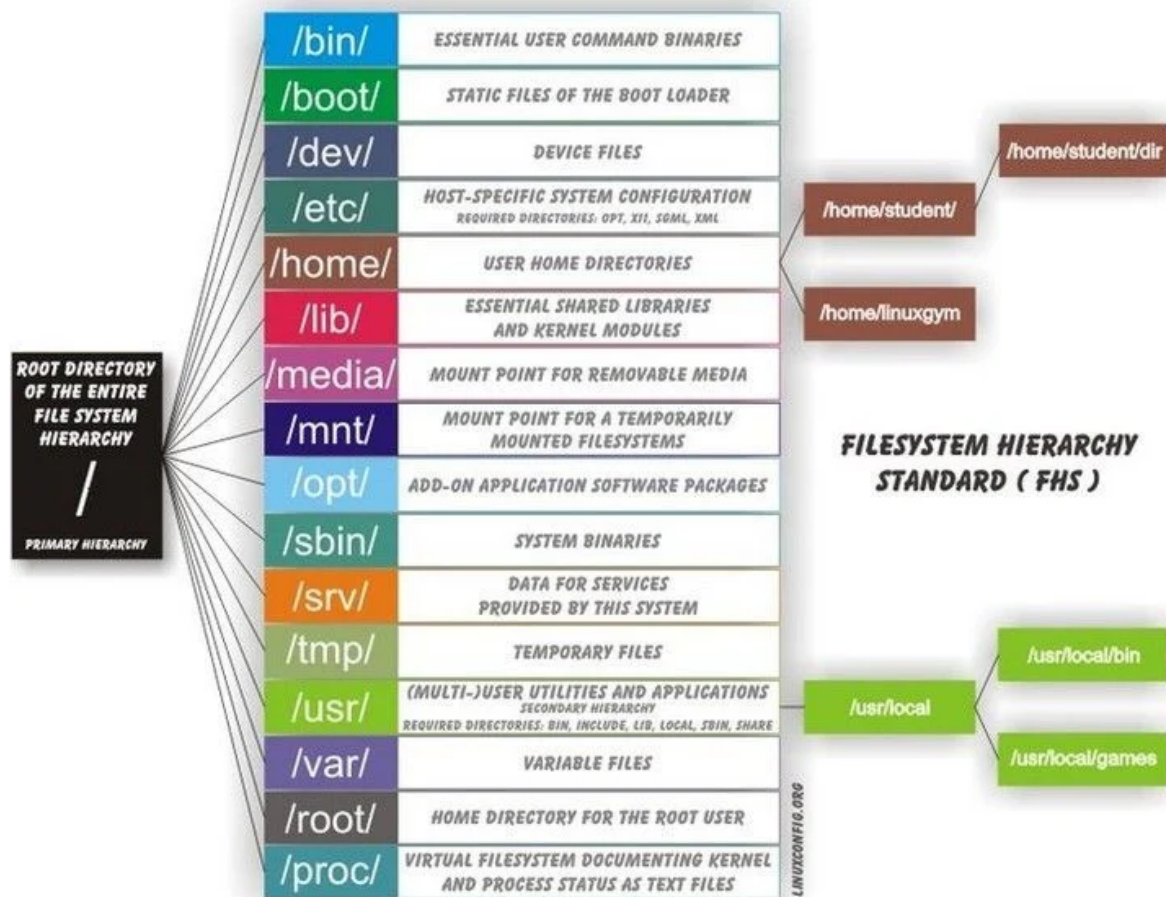 ROOT DIRECTORY
OF THE ENTIRE
FILE SYSTEM
HIERARCHY
/
PRIMARY HIERARCHY
/bin/ ESSENTIAL USER COMMAND BINARIES
/boot/ STATIC FILES OF THE BOOT LOADER
/dev/ DEVICE FILES
/etc/ HOST-SPECIFIC SYSTEM CONFIGURATION
REQUIRED DIRECTORIES: OPT, X11, SGML, XML
/home/ USER HOME DIRECTORIES
/lib/ ESSENTIAL SHARED LIBRARIES
AND KERNEL MODULES
/media/ MOUNT POINT FOR REMOVABLE MEDIA
/mnt/ MOUNT POINT FOR A TEMPORARILY
MOUNTED FILESYSTEMS
/opt/ ADD-ON APPLICATION SOFTWARE PACKAGES
/sbin/ SYSTEM BINARIES
/srv/ DATA FOR SERVICES
PROVIDED BY THIS SYSTEM
/tmp/ TEMPORARY FILES
/usr/ (MULTI-)USER UTILITIES AND APPLICATIONS
SECONDARY HIERARCHY
REQUIRED DIRECTORIES: BIN, INCLUDE, LIB, LOCAL, SBIN, SHARE
/var/ VARIABLE FILES
/root/ HOME DIRECTORY FOR THE ROOT USER
/proc/ VIRTUAL FILESYSTEM DOCUMENTING KERNEL
AND PROCESS STATUS AS TEXT FILES
/home/student/
/home/student/dir
/home/linuxgym
FILESYSTEM HIERARCHY
STANDARD ( FHS )
/usr/local
/usr/local/bin
/usr/local/games
LINUXCONFIG.ORG